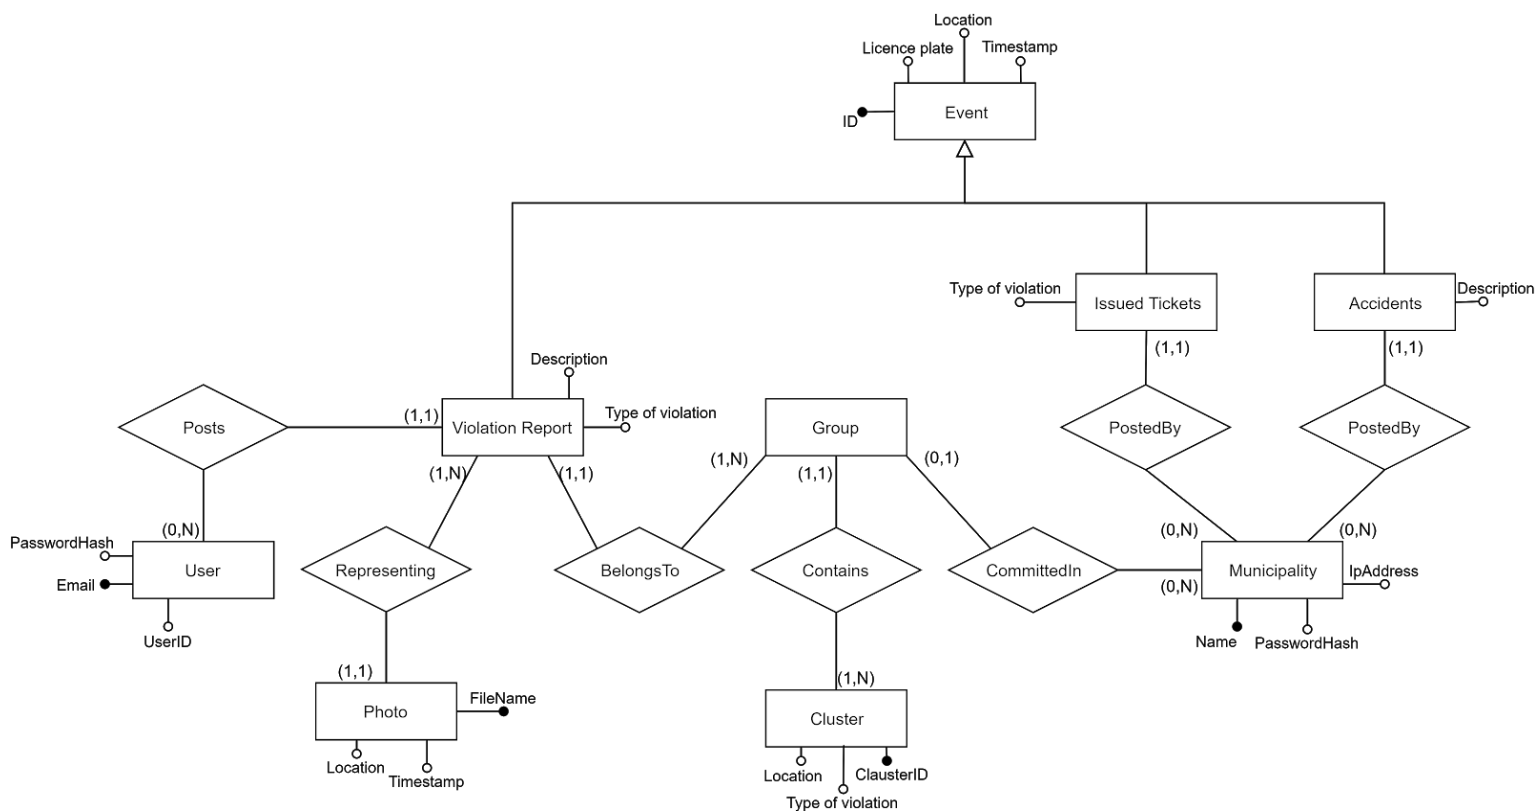 Location
Licence plate
Timestamp
ID
Event
Type of violation
Issued Tickets
Accidents
Description
(1,1)
(1,1)
Description
Posts
(1,1)
Violation Report
Type of violation
Group
PostedBy
PostedBy
(1,N)
(1,1)
(1,N)
(1,1)
(0,1)
(0,N)
(0,N)
(0,N)
PasswordHash
Email
User
UserID
Representing
BelongsTo
Contains
CommittedIn
(0,N)
Municipality
IpAddress
Name
PasswordHash
(1,1)
(1,N)
Photo
FileName
Location
Timestamp
Cluster
Location
ClausterID
Type of violation